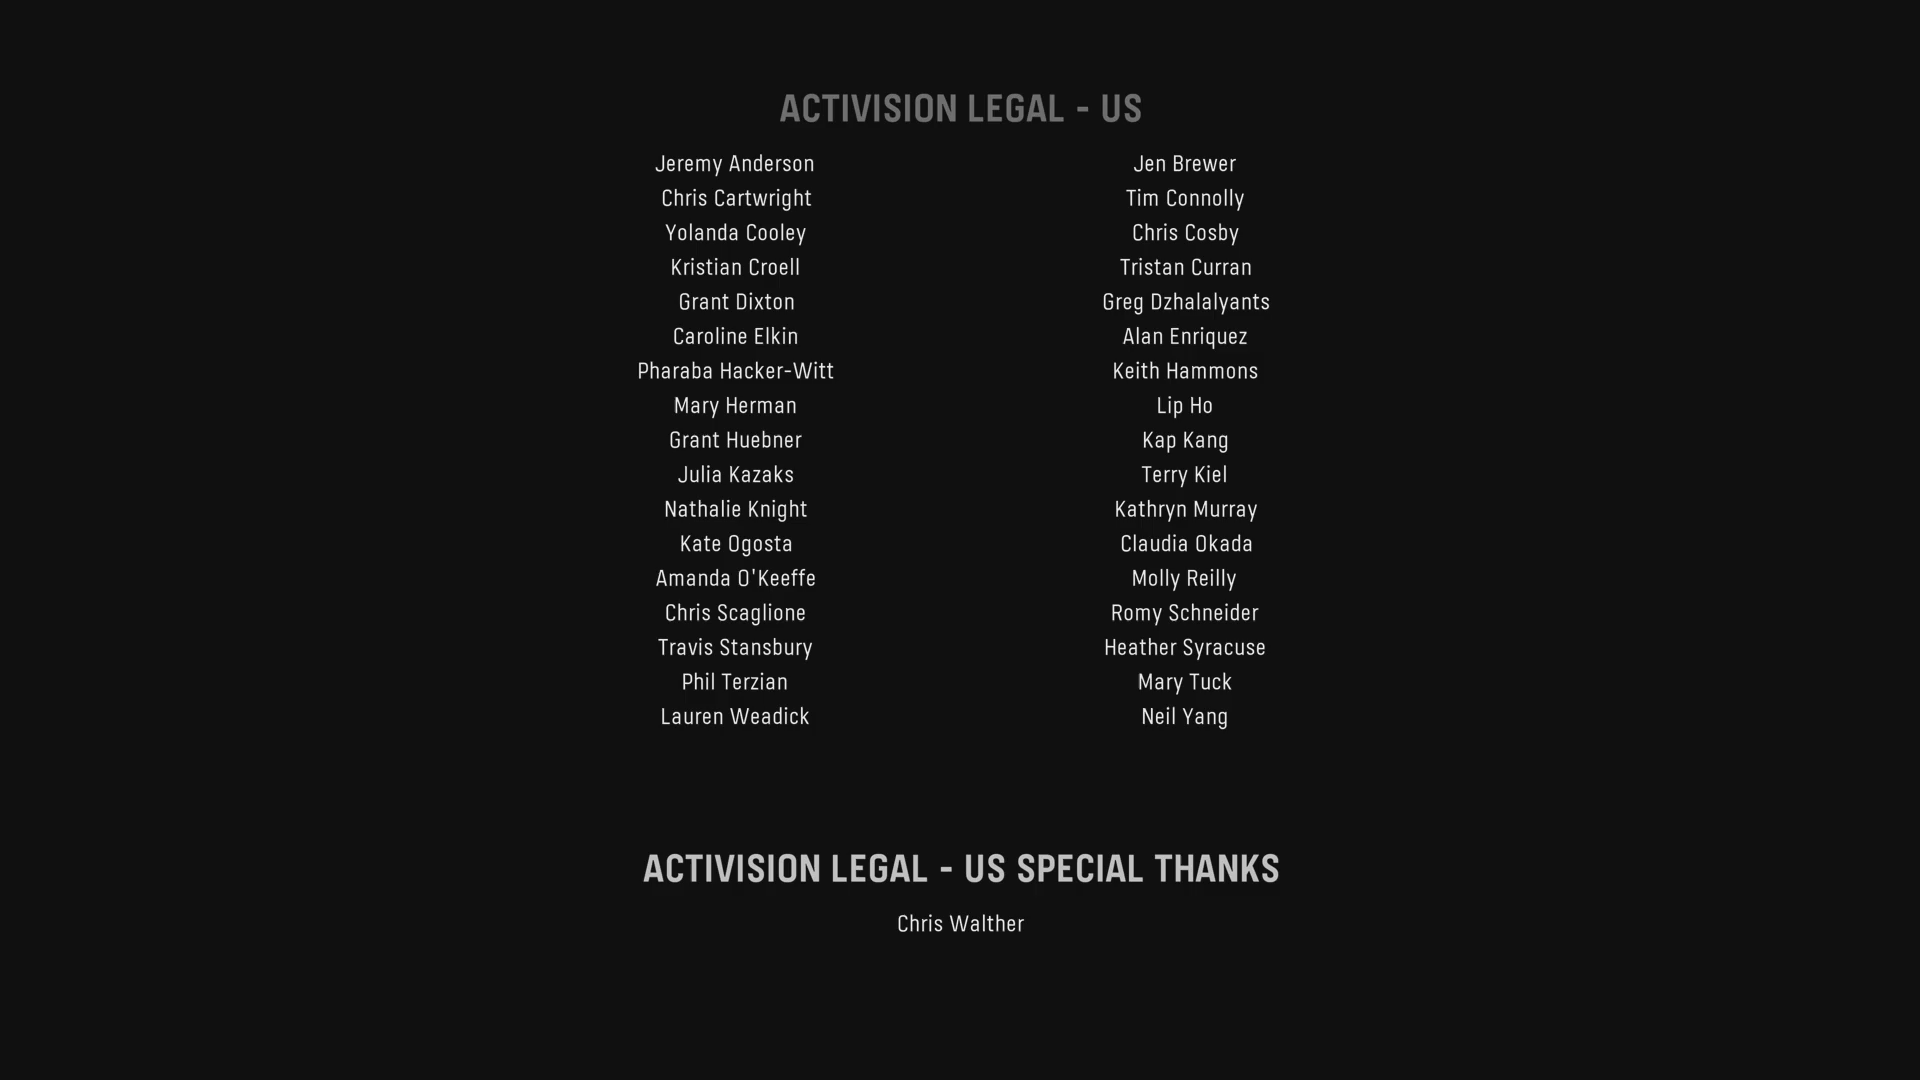 ACTIVISION LEGAL - US
Jeremy Anderson Jen Brewer
Chris Cartwright Tim Connolly
Yolanda Cooley Chris Cosby
Kristian Croell Tristan Curran
Grant Dixton Greg Dzhalalyants
Caroline Elkin Alan Enriquez
Pharaba Hacker-Witt Keith Hammons
Mary Herman Lip Ho
Grant Huebner Kap Kang
Julia Kazaks Terry Kiel
Nathalie Knight Kathryn Murray
Kate Ogosta Claudia Okada
Amanda O'Keeffe Molly Reilly
Chris Scaglione Romy Schneider
Travis Stansbury Heather Syracuse
Phil Terzian Mary Tuck
Lauren Weadick Neil Yang
ACTIVISION LEGAL - US SPECIAL THANKS
Chris Walther